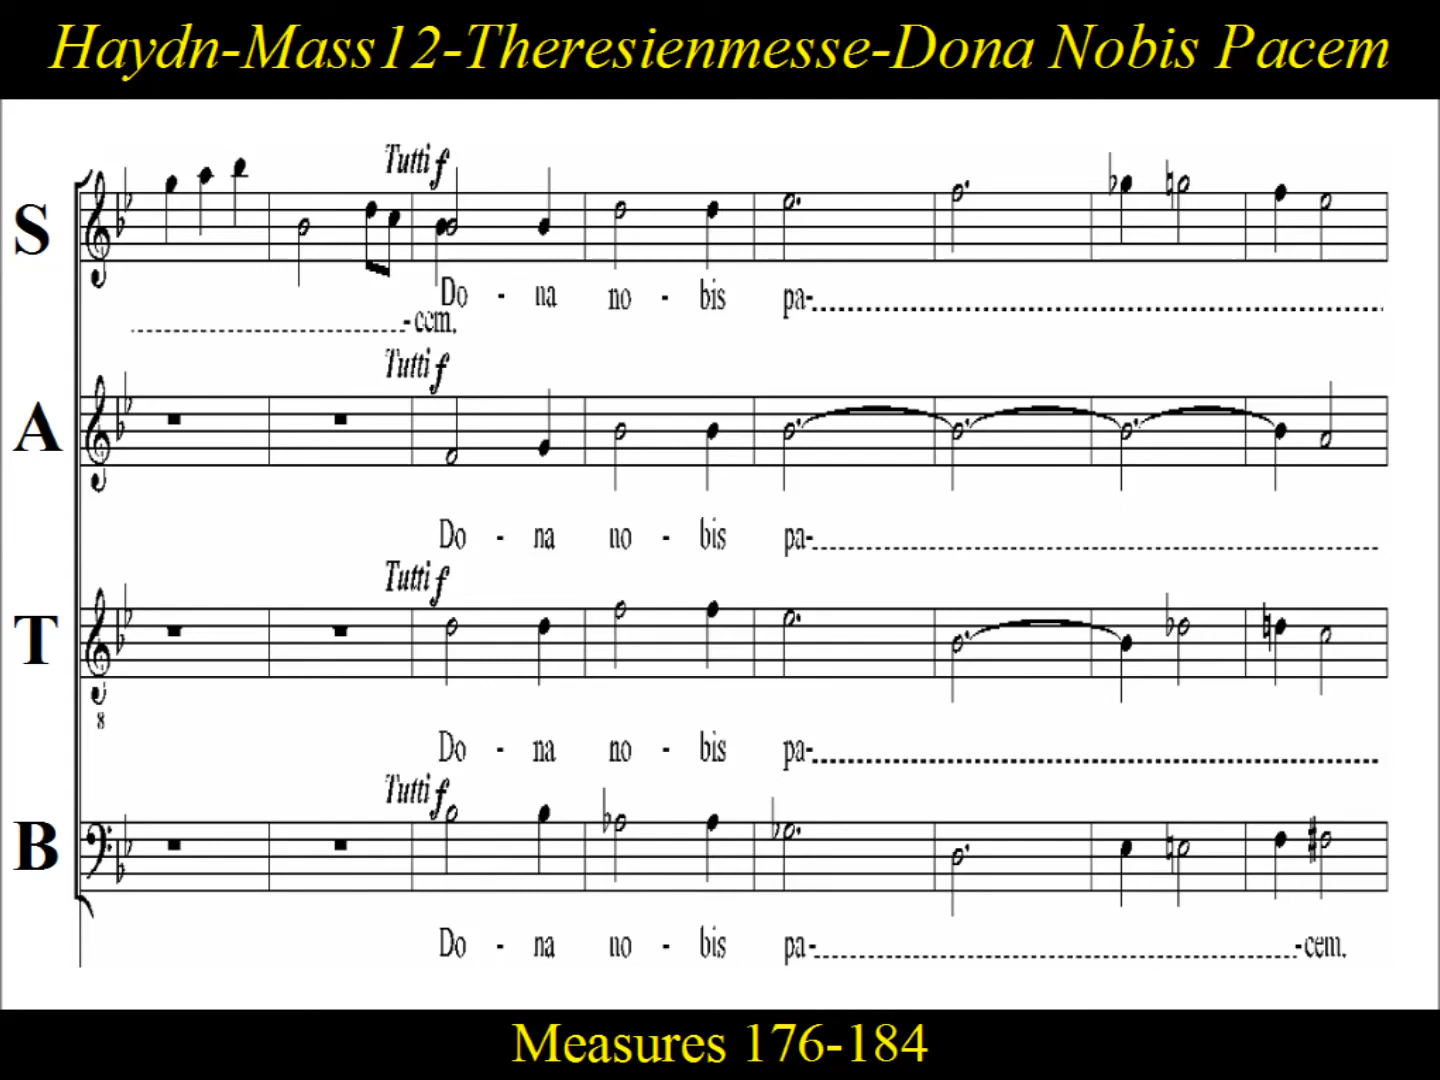 Haydn-Mass12-Theresienmesse-Dona Nobis Pacem
Tutti f
S
Do - na no - bis pa-
-cem.
Tutti f
A
Do - na no - bis pa-
Tutti f
T
8
Do - na no - bis pa-
Tutti f
B
Do - na no - bis pa- -cem.
Measures 176-184